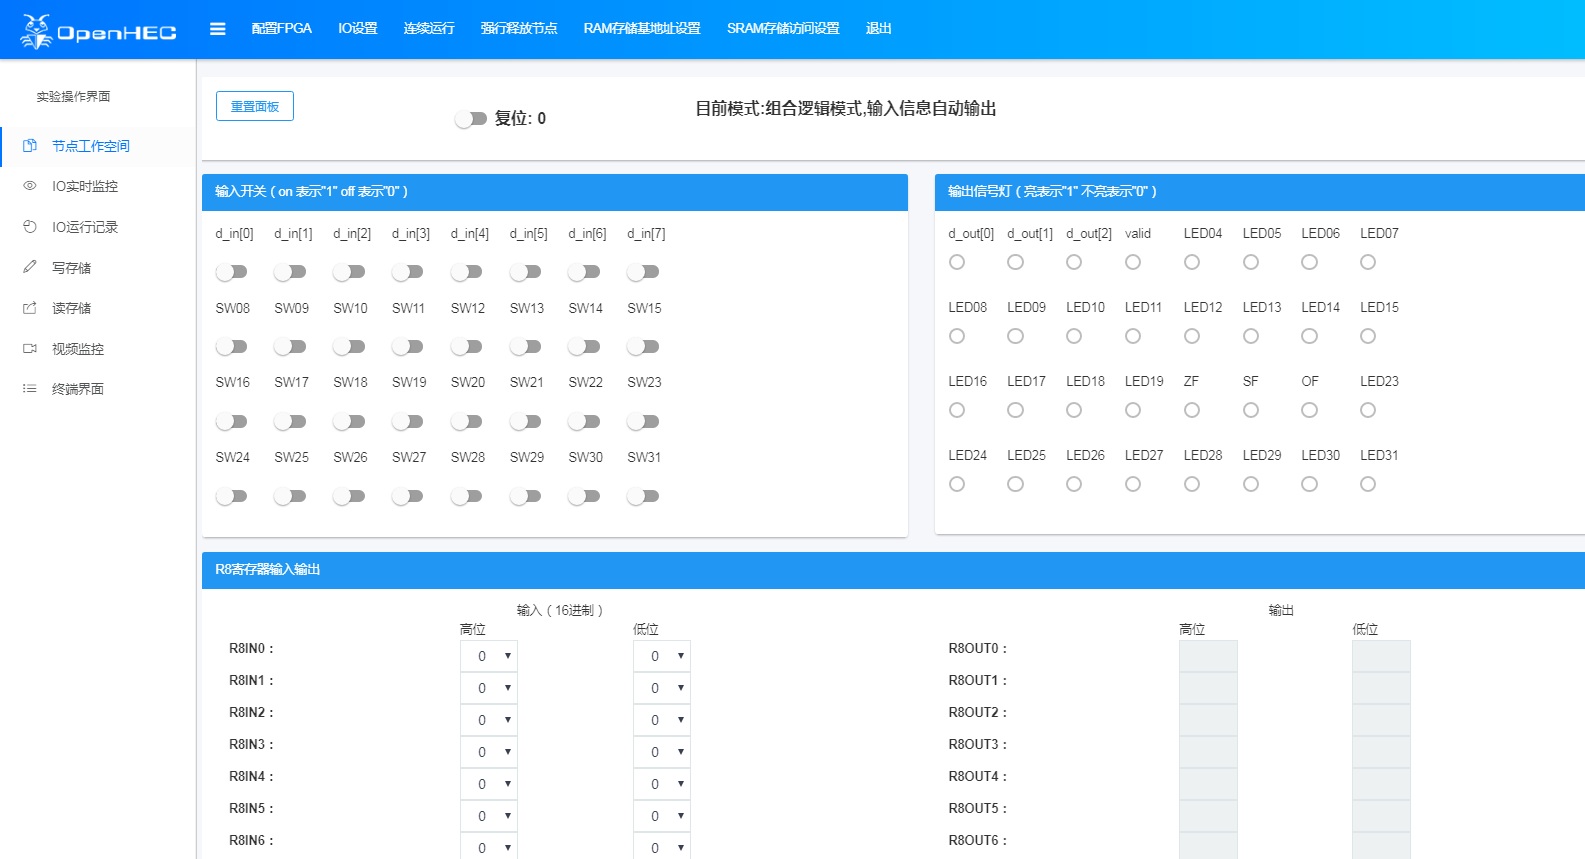 OpenHEC 配置FPGA IO设置 连续运行 强行释放节点 RAM存储基地址设置 SRAM存储访问设置 退出
实验操作界面
节点工作空间
IO实时监控
IO运行记录
写存储
读存储
视频监控
终端界面
重置面板 复位: 0 目前模式:组合逻辑模式,输入信息自动输出
输入开关 ( on 表示"1" off 表示"0" )
d_in[0] d_in[1] d_in[2] d_in[3] d_in[4] d_in[5] d_in[6] d_in[7]
SW08 SW09 SW10 SW11 SW12 SW13 SW14 SW15
SW16 SW17 SW18 SW19 SW20 SW21 SW22 SW23
SW24 SW25 SW26 SW27 SW28 SW29 SW30 SW31
输出信号灯 ( 亮表示"1" 不亮表示"0" )
d_out[0] d_out[1] d_out[2] valid LED04 LED05 LED06 LED07
LED08 LED09 LED10 LED11 LED12 LED13 LED14 LED15
LED16 LED17 LED18 LED19 ZF SF OF LED23
LED24 LED25 LED26 LED27 LED28 LED29 LED30 LED31
R8寄存器输入输出
输入 ( 16进制 ) 输出
高位 低位 高位 低位
R8IN0 : 0 0 R8OUT0 :
R8IN1 : 0 0 R8OUT1 :
R8IN2 : 0 0 R8OUT2 :
R8IN3 : 0 0 R8OUT3 :
R8IN4 : 0 0 R8OUT4 :
R8IN5 : 0 0 R8OUT5 :
R8IN6 : 0 0 R8OUT6 :